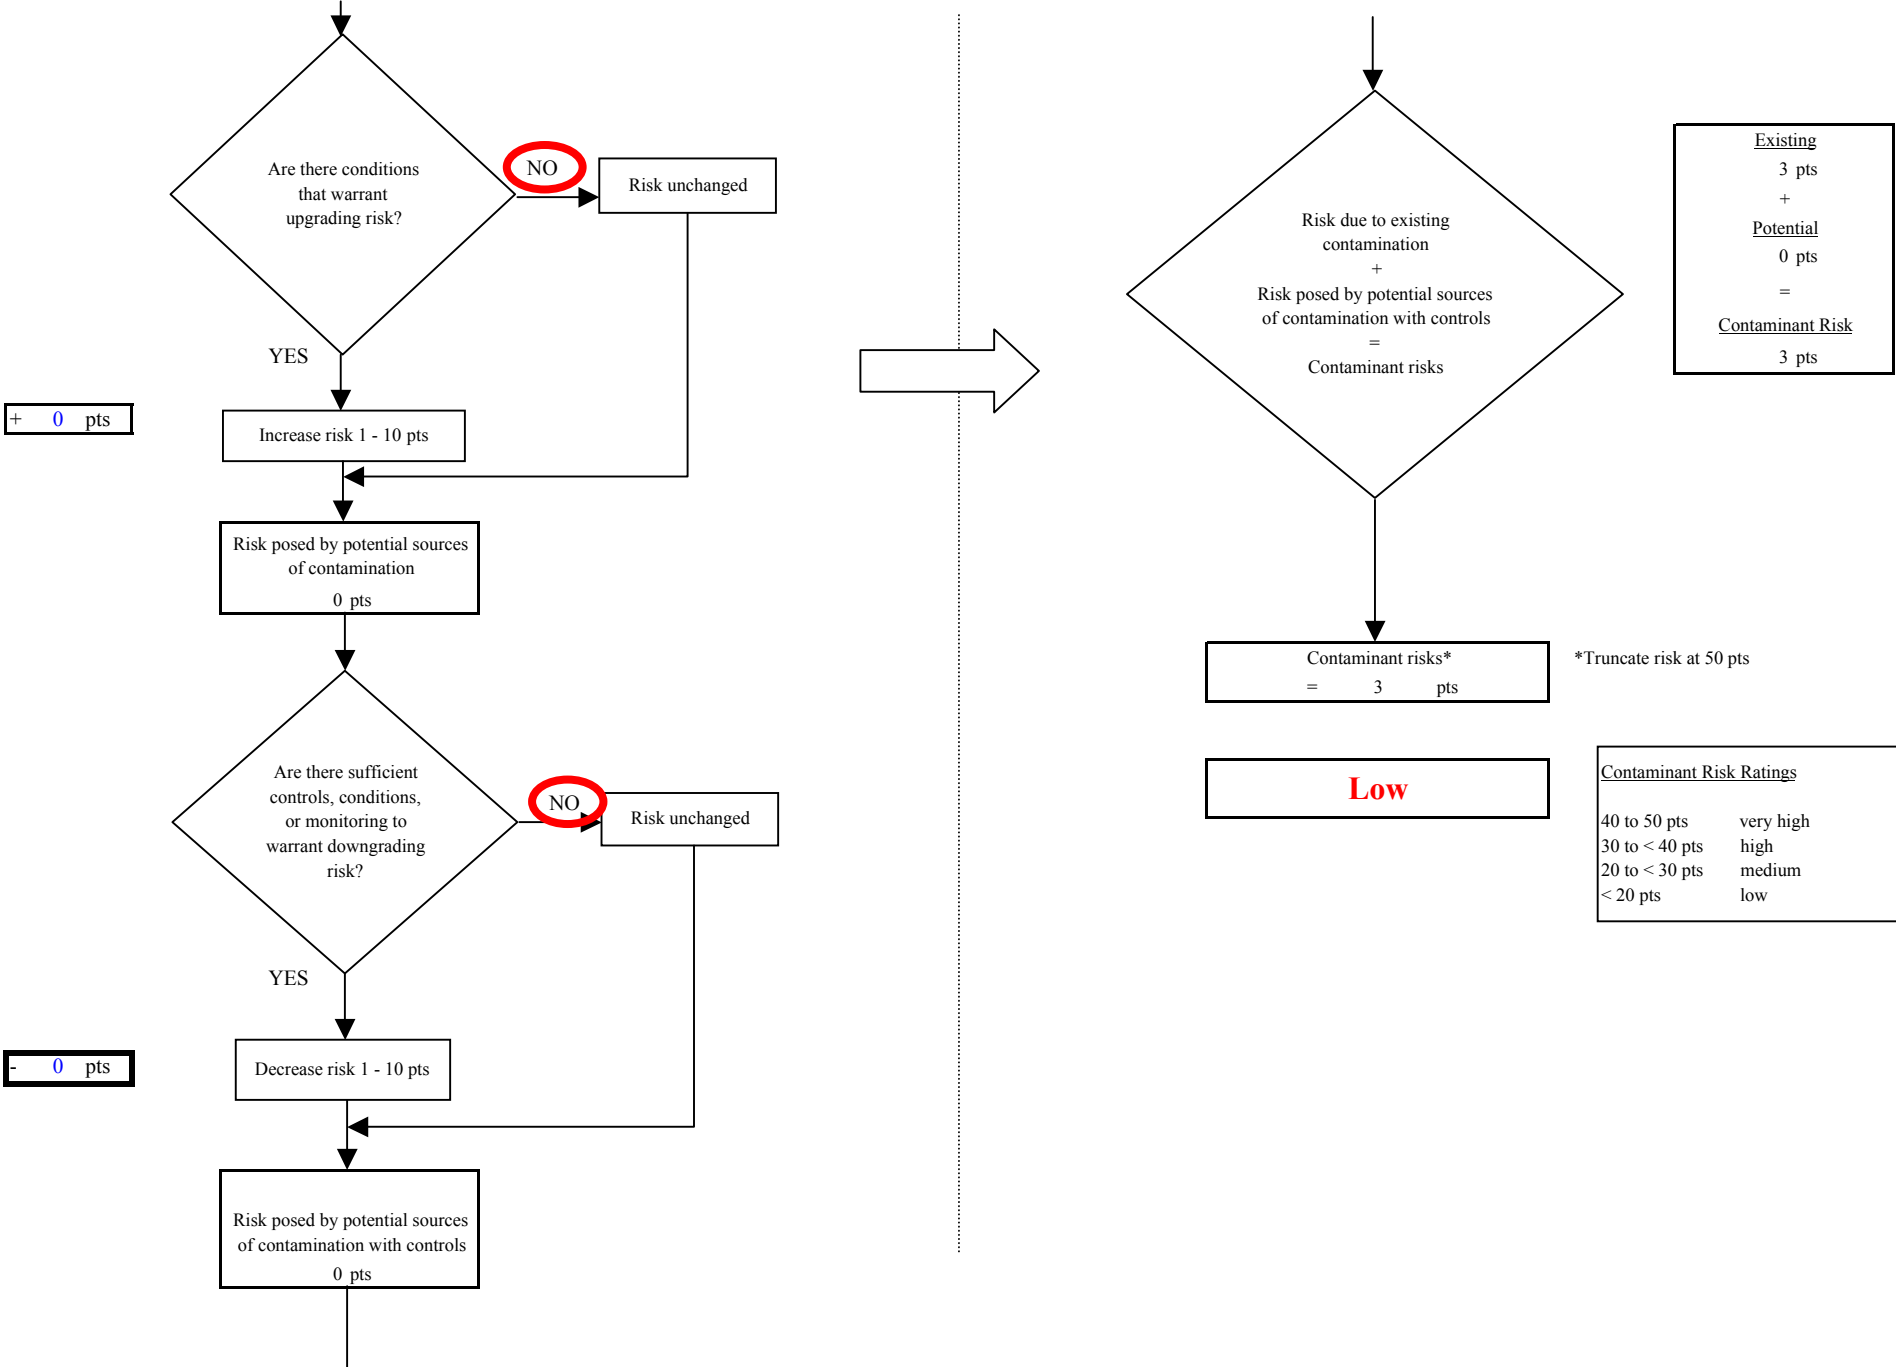 Are there conditions
that warrant
upgrading risk?
NO
Risk unchanged
YES
+ 0 pts
Increase risk 1 - 10 pts
Risk posed by potential sources
of contamination
0 pts
Are there sufficient
controls, conditions,
or monitoring to
warrant downgrading
risk?
NO
Risk unchanged
YES
- 0 pts
Decrease risk 1 - 10 pts
Risk posed by potential sources
of contamination with controls
0 pts
Risk due to existing
contamination
+
Risk posed by potential sources
of contamination with controls
=
Contaminant risks
Existing
3 pts
+
Potential
0 pts
=
Contaminant Risk
3 pts
Contaminant risks*
= 3 pts
*Truncate risk at 50 pts
Low
Contaminant Risk Ratings
40 to 50 pts very high
30 to < 40 pts high
20 to < 30 pts medium
< 20 pts low